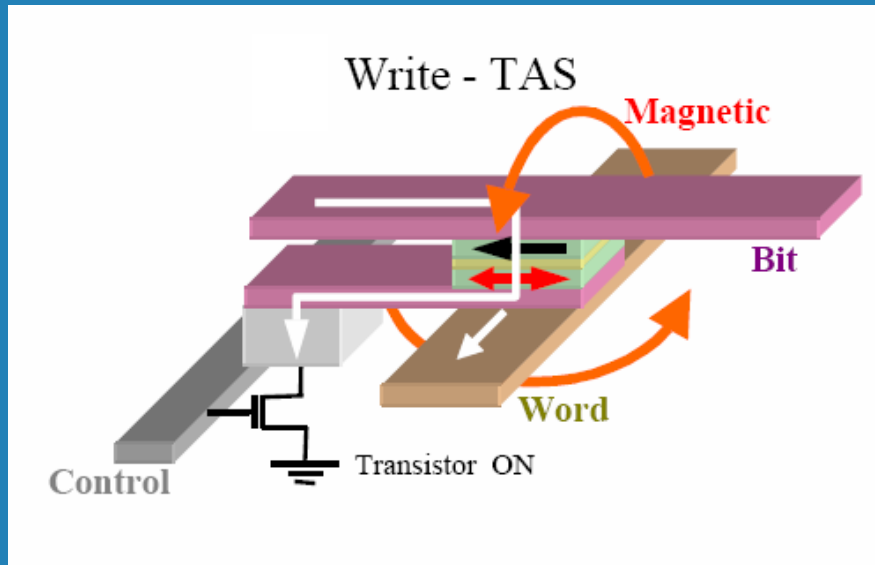 Write - TAS
Magnetic
Bit
Word
Transistor ON
Control